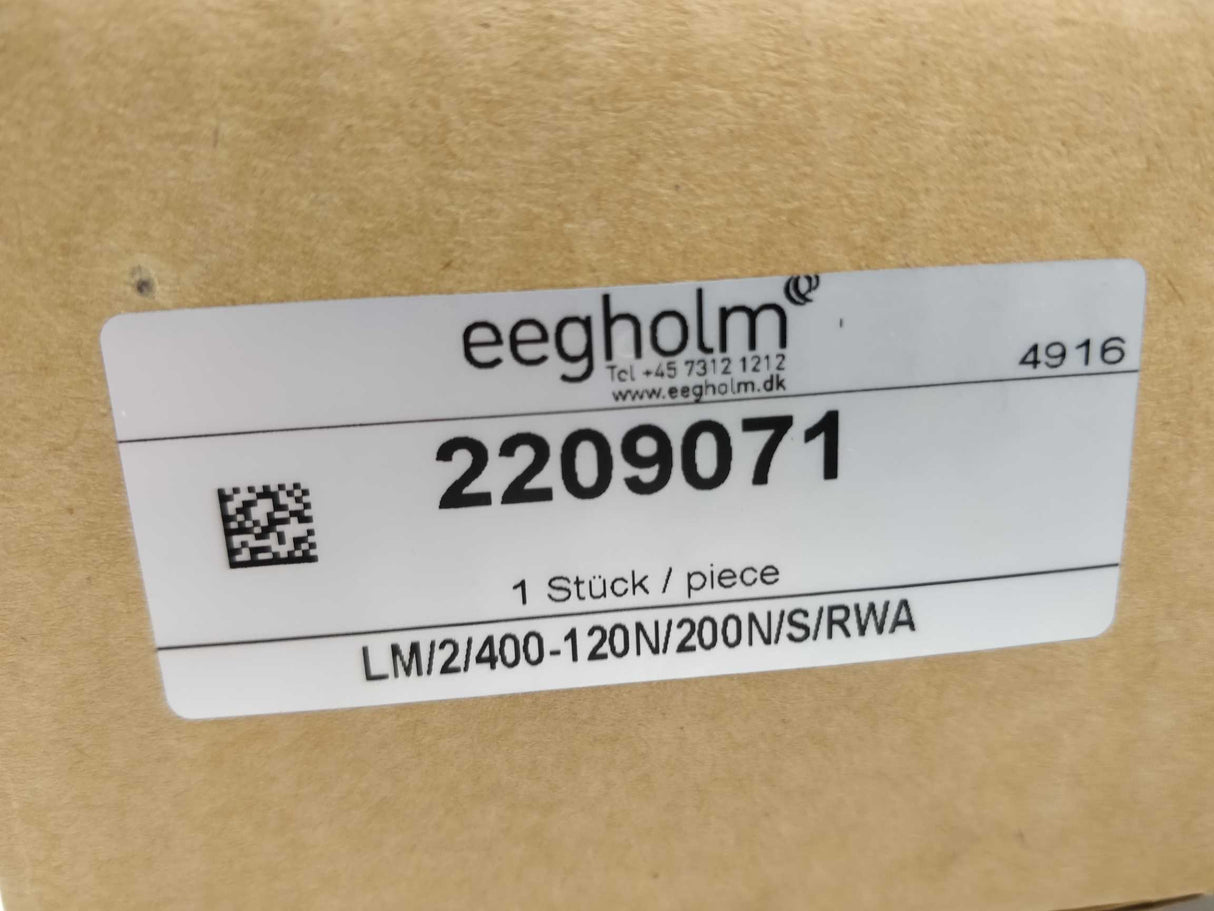 eegholm
Tel +45 7312 1212
www.eegholm.dk
4916
2209071
1 Stück / piece
LM/2/400-120N/200N/S/RWA